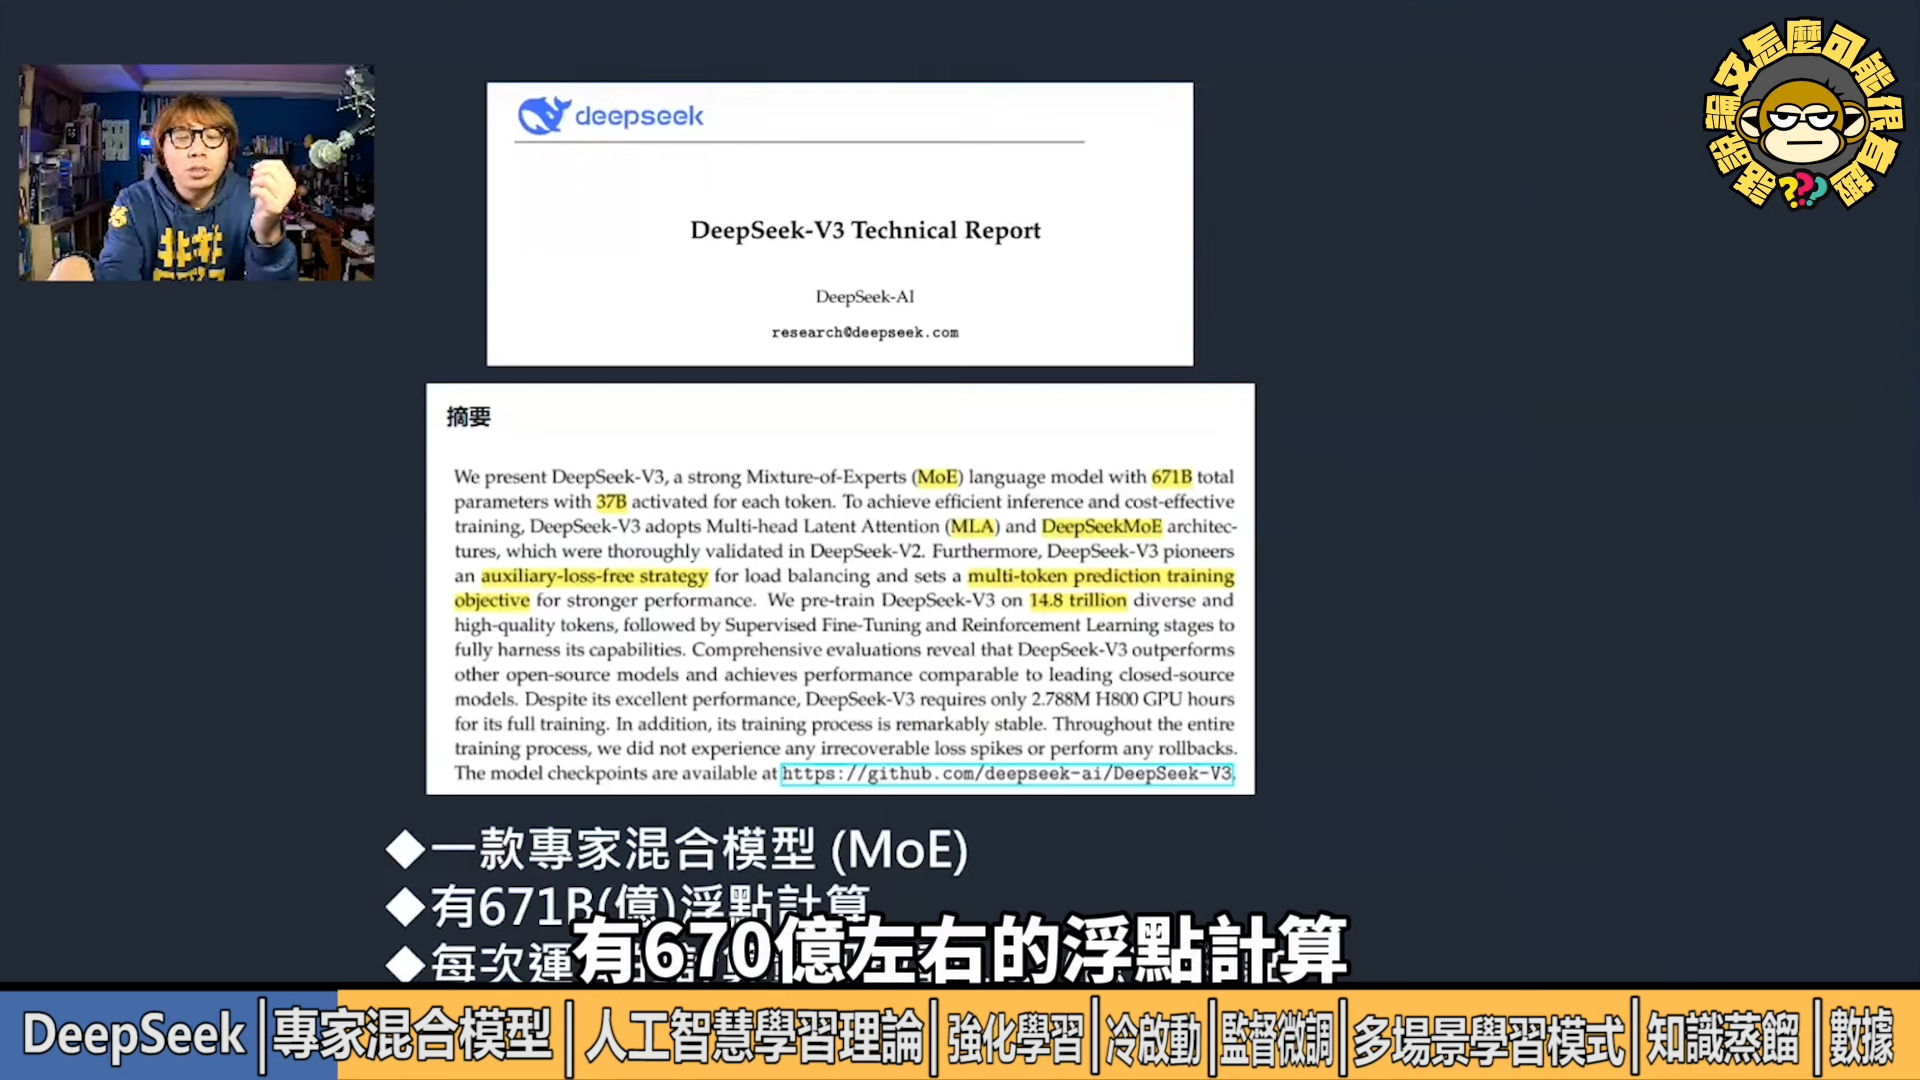 deepseek
DeepSeek-V3 Technical Report
DeepSeek-AI
research@deepseek.com
摘要
We present DeepSeek-V3, a strong Mixture-of-Experts (MoE) language model with 671B total
parameters with 37B activated for each token. To achieve efficient inference and cost-effective
training, DeepSeek-V3 adopts Multi-head Latent Attention (MLA) and DeepSeekMoE architec-
tures, which were thoroughly validated in DeepSeek-V2. Furthermore, DeepSeek-V3 pioneers
an auxiliary-loss-free strategy for load balancing and sets a multi-token prediction training
objective for stronger performance. We pre-train DeepSeek-V3 on 14.8 trillion diverse and
high-quality tokens, followed by Supervised Fine-Tuning and Reinforcement Learning stages to
fully harness its capabilities. Comprehensive evaluations reveal that DeepSeek-V3 outperforms
other open-source models and achieves performance comparable to leading closed-source
models. Despite its excellent performance, DeepSeek-V3 requires only 2.788M H800 GPU hours
for its full training. In addition, its training process is remarkably stable. Throughout the entire
training process, we did not experience any irrecoverable loss spikes or perform any rollbacks.
The model checkpoints are available at https://github.com/deepseek-ai/DeepSeek-V3.
◆一款專家混合模型 (MoE)
◆有671B(億)浮點計算
◆每次運
有670億左右的浮點計算
DeepSeek|專家混合模型|人工智慧學習理論|強化學習|冷啟動|監督微調|多場景學習模式|知識蒸餾|數據
話說論文怎麼可能很有趣???